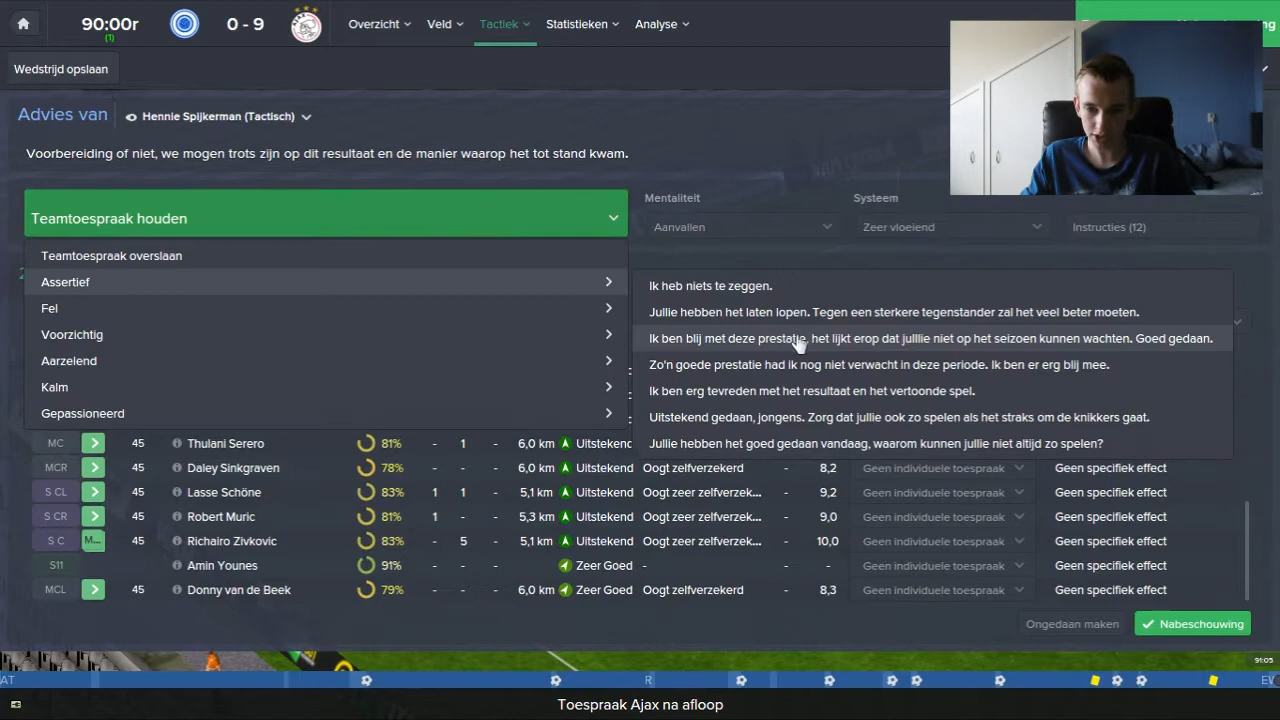 90:00r
(1)
0 - 9
Overzicht
Veld
Tactiek
Statistieken
Analyse
Wedstrijd opslaan
Advies van
Hennie Spijkerman (Tactisch)
Voorbereiding of niet, we mogen trots zijn op dit resultaat en de manier waarop het tot stand kwam.
Teamtoespraak houden
Mentaliteit
Systeem
Aanvallen
Zeer vloeiend
Instructies (12)
Teamtoespraak overslaan
Assertief
Fel
Voorzichtig
Aarzelend
Kalm
Gepassioneerd
Ik heb niets te zeggen.
Jullie hebben het laten lopen. Tegen een sterkere tegenstander zal het veel beter moeten.
Ik ben blij met deze prestatie, het lijkt erop dat julllie niet op het seizoen kunnen wachten. Goed gedaan.
Zo'n goede prestatie had ik nog niet verwacht in deze periode. Ik ben er erg blij mee.
Ik ben erg tevreden met het resultaat en het vertoonde spel.
Uitstekend gedaan, jongens. Zorg dat jullie ook zo spelen als het straks om de knikkers gaat.
Jullie hebben het goed gedaan vandaag, waarom kunnen jullie niet altijd zo spelen?
MC 45 Thulani Serero 81% - 1 - 6,0 km Uitstekend
MCR 45 Daley Sinkgraven 78% - - - 6,0 km Uitstekend Oogt zelfverzekerd - 8,2 Geen individuele toespraak Geen specifiek effect
S CL 45 Lasse Schöne 83% 1 1 - 5,1 km Uitstekend Oogt zeer zelfverzek... - 9,2 Geen individuele toespraak Geen specifiek effect
S CR 45 Robert Muric 81% 1 - - 5,3 km Uitstekend Oogt zeer zelfverzek... - 9,0 Geen individuele toespraak Geen specifiek effect
S C M... 45 Richairo Zivkovic 83% - 5 - 5,1 km Uitstekend Oogt zeer zelfverzek... - 10,0 Geen individuele toespraak Geen specifiek effect
S11 Amin Younes 91% Zeer Goed - - - Geen individuele toespraak Geen specifiek effect
MCL 45 Donny van de Beek 79% - - - 6,0 km Zeer Goed Oogt zelfverzekerd - 8,3 Geen individuele toespraak Geen specifiek effect
Ongedaan maken
Nabeschouwing
91:05
AT
R
Toespraak Ajax na afloop